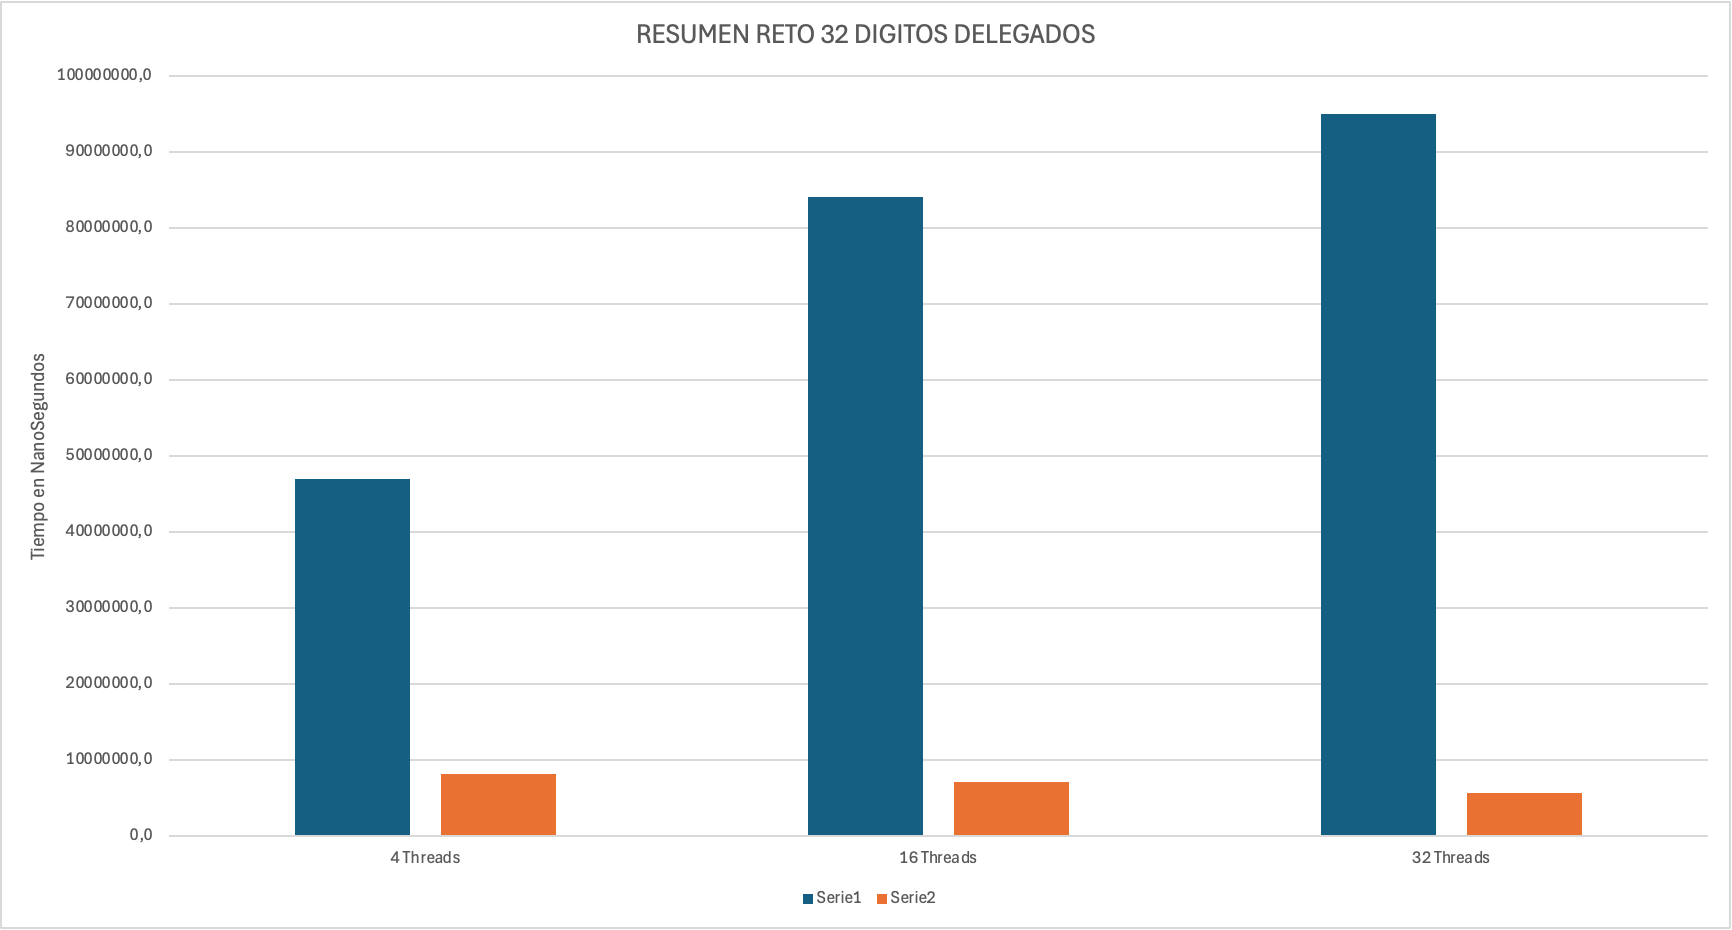 RESUMEN RETO 32 DIGITOS DELEGADOS
Tiempo en NanoSegundos
100000000,0
90000000,0
80000000,0
70000000,0
60000000,0
50000000,0
40000000,0
30000000,0
20000000,0
10000000,0
0,0
4 Threads
16 Threads
32 Threads
Serie1
Serie2